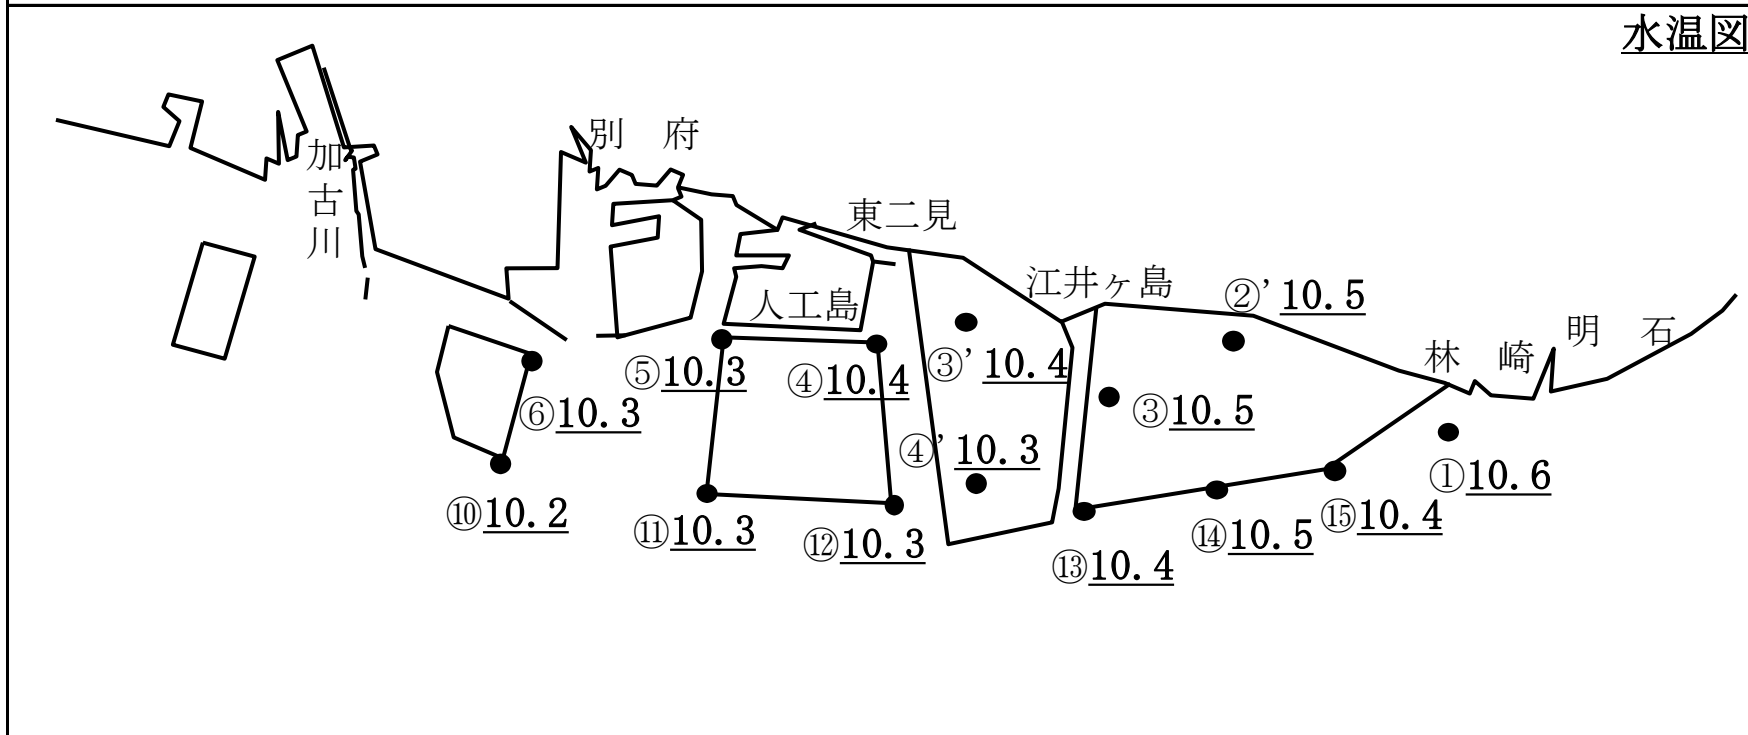 水温図
別　府
加古川
東二見
江井ヶ島
②' 10.5
人工島
明　石
林　崎
③' 10.4
⑤10.3
④10.4
⑥10.3
③10.5
④' 10.3
①10.6
⑩10.2
⑪10.3
⑮10.4
⑫10.3
⑭10.5
⑬10.4